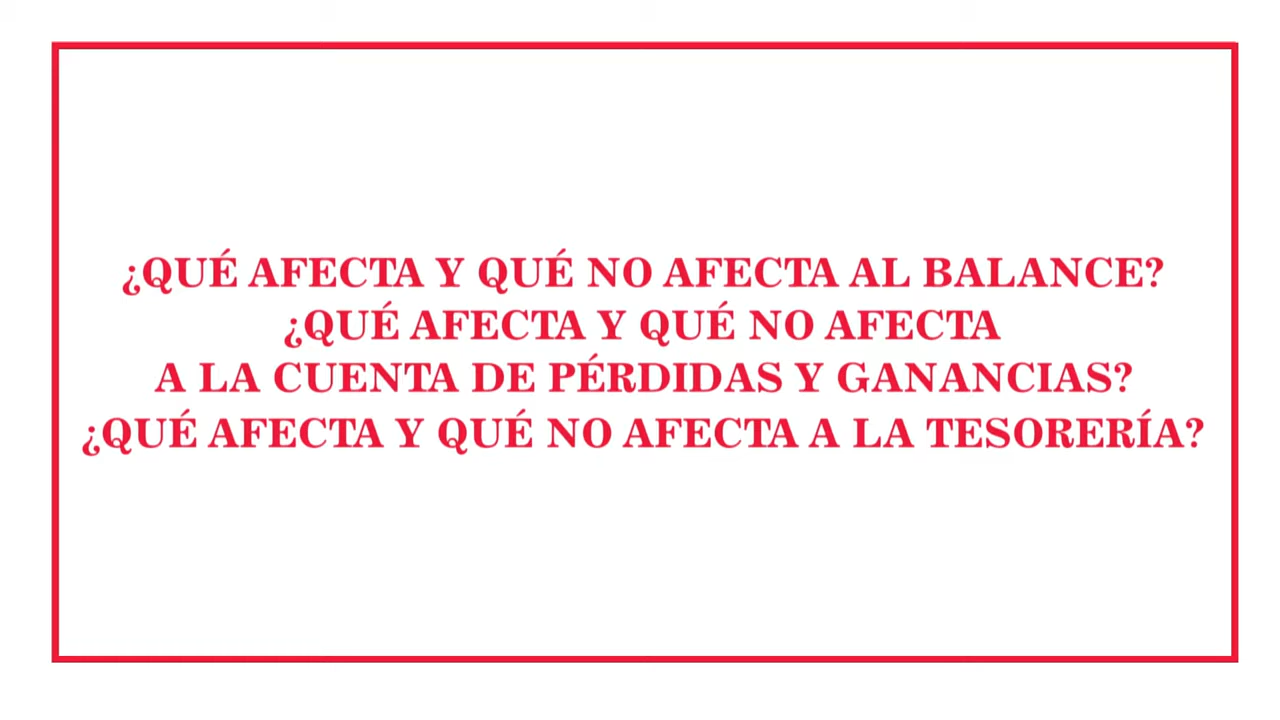 ¿QUÉ AFECTA Y QUÉ NO AFECTA AL BALANCE?
¿QUÉ AFECTA Y QUÉ NO AFECTA
A LA CUENTA DE PÉRDIDAS Y GANANCIAS?
¿QUÉ AFECTA Y QUÉ NO AFECTA A LA TESORERÍA?